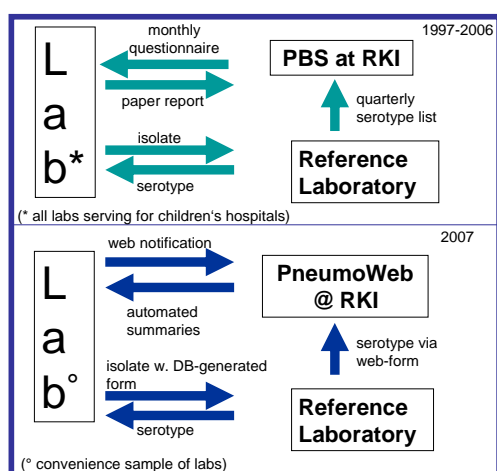 1997-2006
monthly
questionnaire
L
a
b*
PBS at RKI
paper report
quarterly
serotype list
isolate
serotype
Reference
Laboratory
(* all labs serving for children's hospitals)
2007
web notification
L
a
b°
PneumoWeb
@ RKI
automated
summaries
serotype via
web-form
isolate w. DB-generated
form
serotype
Reference
Laboratory
(° convenience sample of labs)